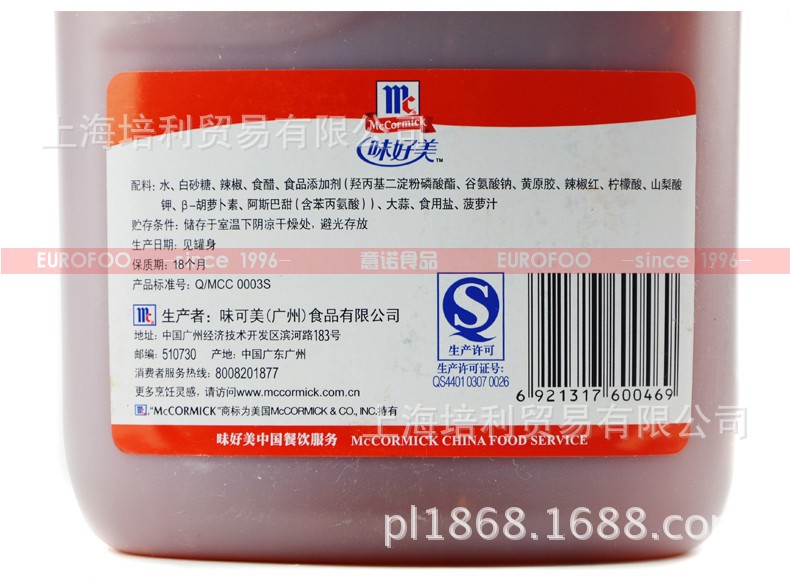 Mc
McCormick
味好美™
上海培利贸易有限公司
配料: 水、白砂糖、辣椒、食醋、食品添加剂 (羟丙基二淀粉磷酸酯、谷氨酸钠、黄原胶、辣椒红、柠檬酸、山梨酸
钾、β-胡萝卜素、阿斯巴甜 (含苯丙氨酸) )、大蒜、食用盐、菠萝汁
贮存条件: 储存于室温下阴凉干燥处, 避光存放
生产日期: 见罐身
EUROFOO —since 1996— 意诺食品 EUROFOO —since 1996—
保质期: 18个月
产品标准号: Q/MCC 0003S
Mc 生产者: 味可美(广州)食品有限公司
地址: 中国广州经济技术开发区滨河路183号
邮编: 510730 产地: 中国广东广州
消费者服务热线: 8008201877
更多烹饪灵感, 请访问www.mccormick.com.cn
Mc, "McCORMICK" 商标为美国McCORMICK & CO., INC.持有
QS
生产许可
生产许可证号:
QS4401 0307 0026
6 921317 600469
上海培利贸易有限公司
味好美中国餐饮服务 McCORMICK CHINA FOOD SERVICE
pl1868.1688.com